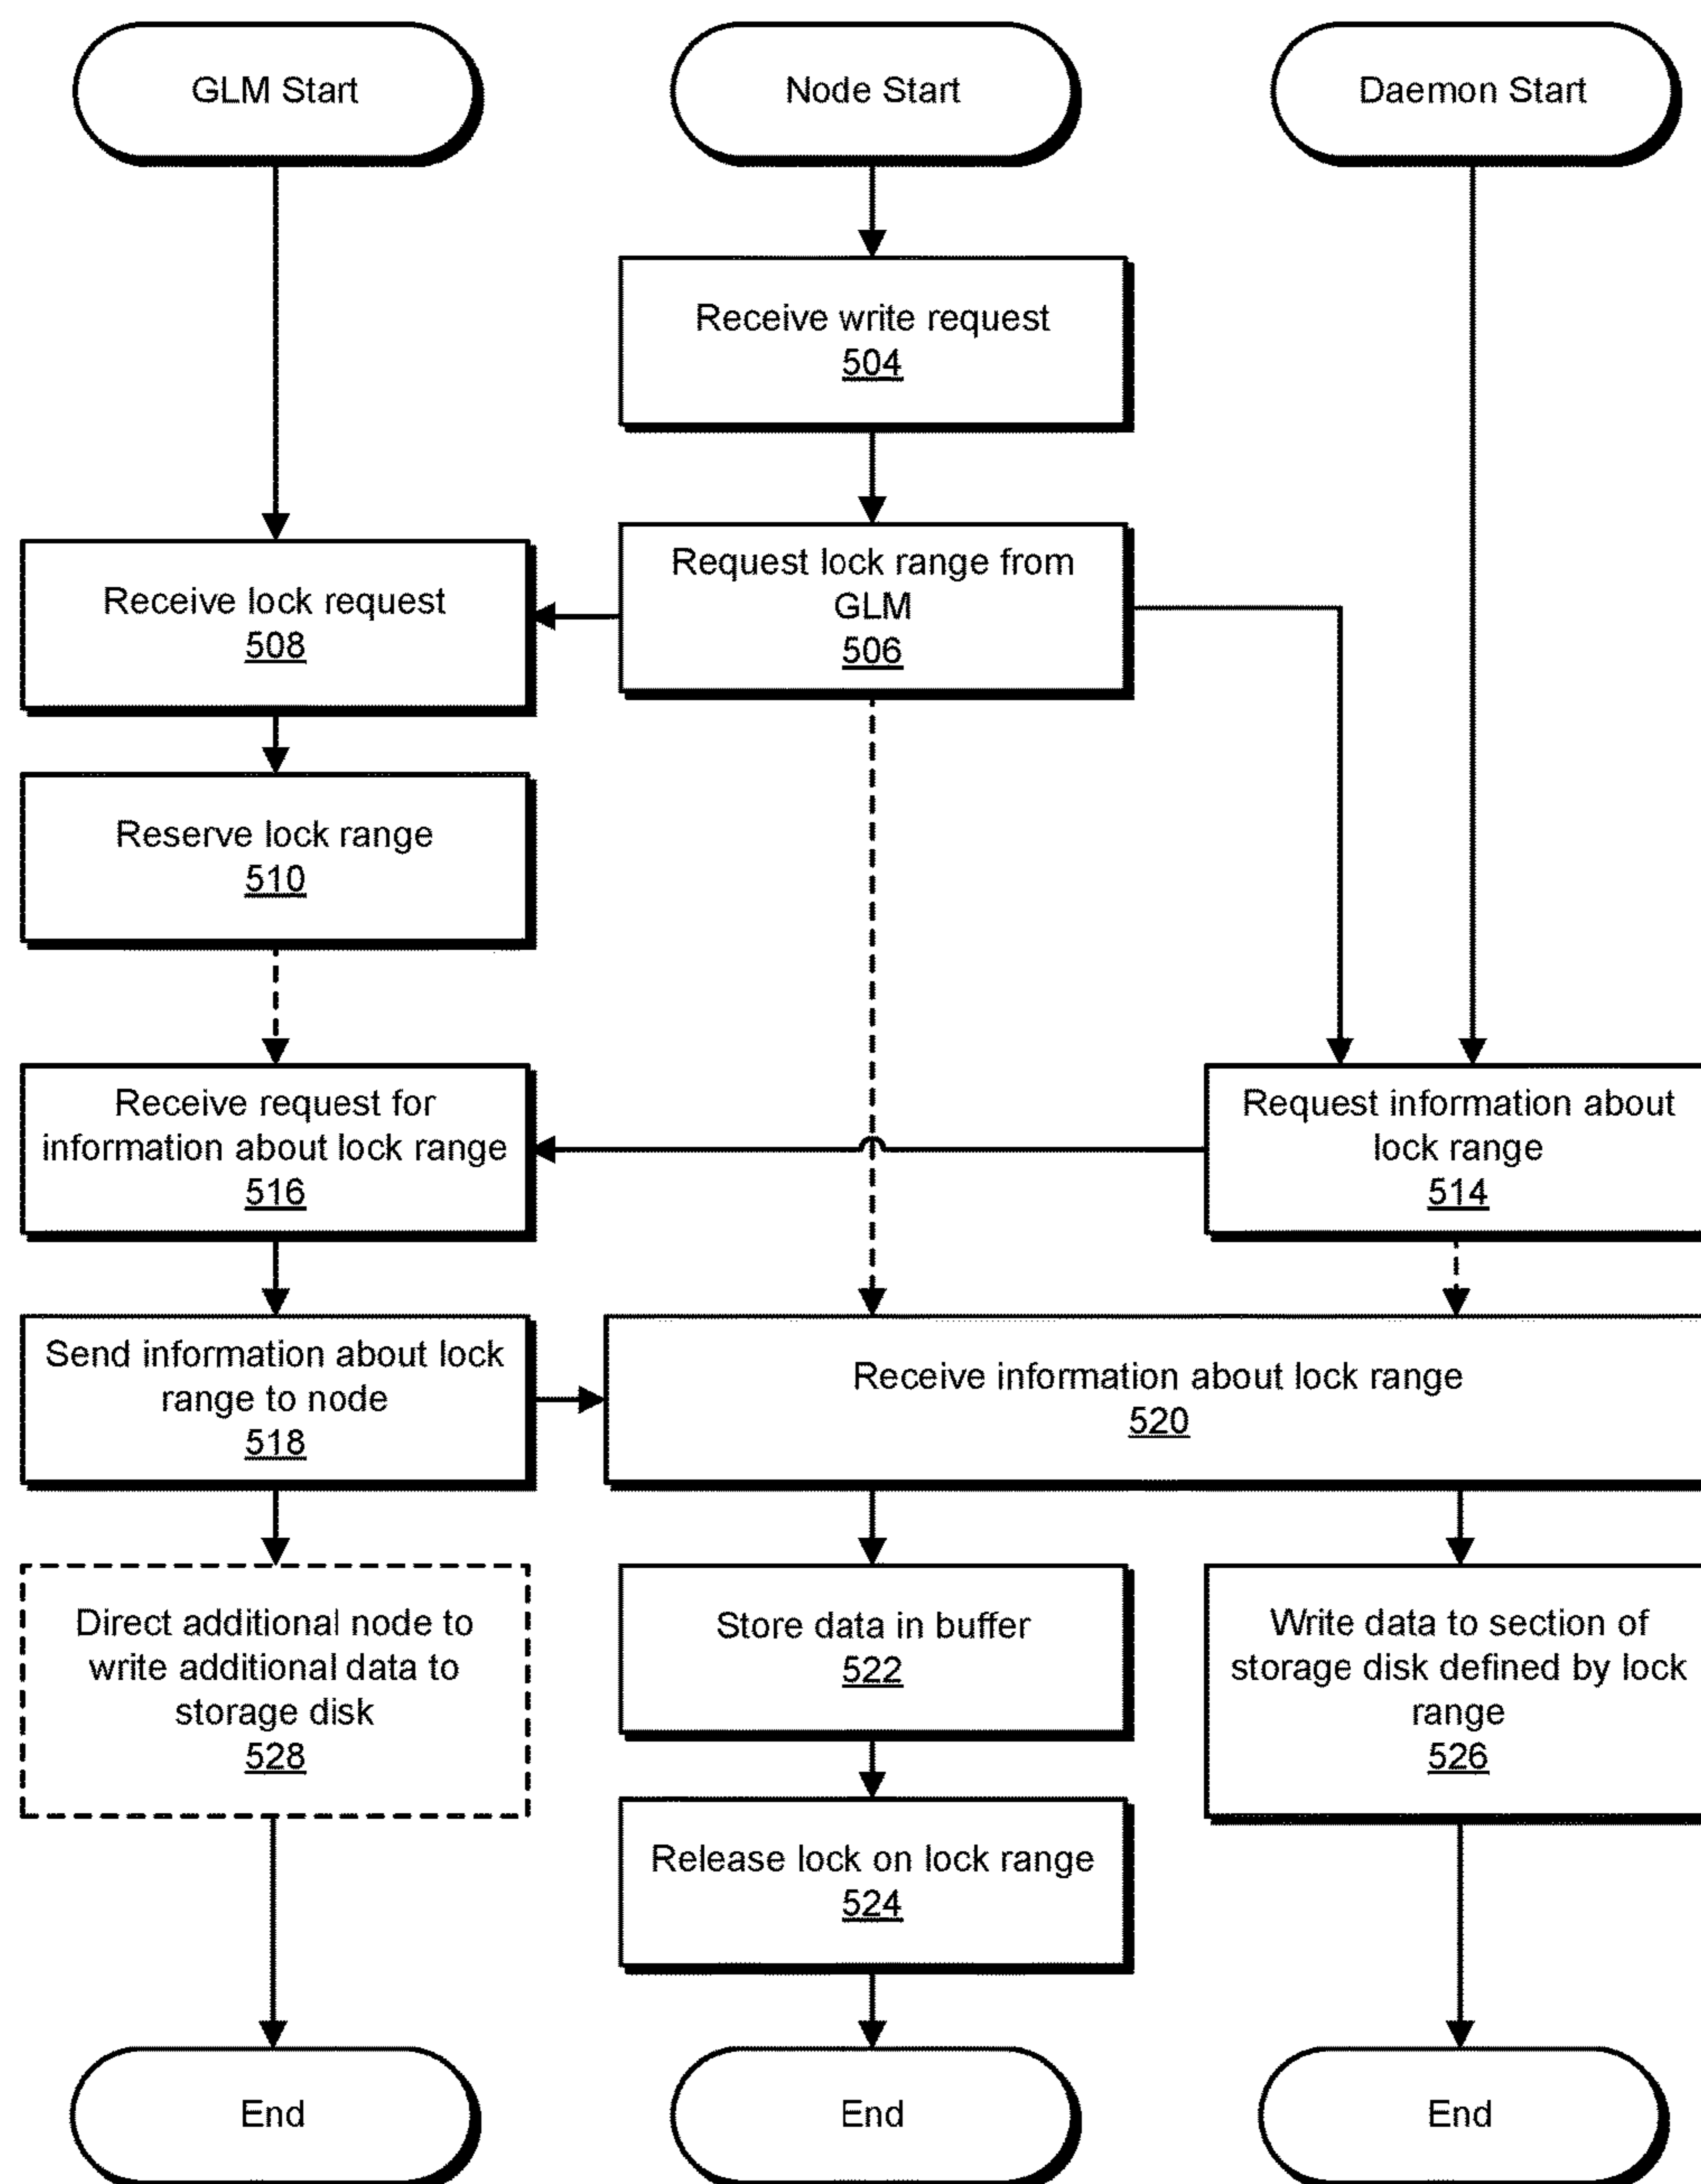 GLM Start
Node Start
Daemon Start
Receive write request
504
Request lock range from
GLM
506
Receive lock request
508
Reserve lock range
510
Receive request for
information about lock range
516
Request information about
lock range
514
Send information about lock
range to node
518
Receive information about lock range
520
Direct additional node to
write additional data to
storage disk
528
Store data in buffer
522
Write data to section of
storage disk defined by lock
range
526
Release lock on lock range
524
End
End
End